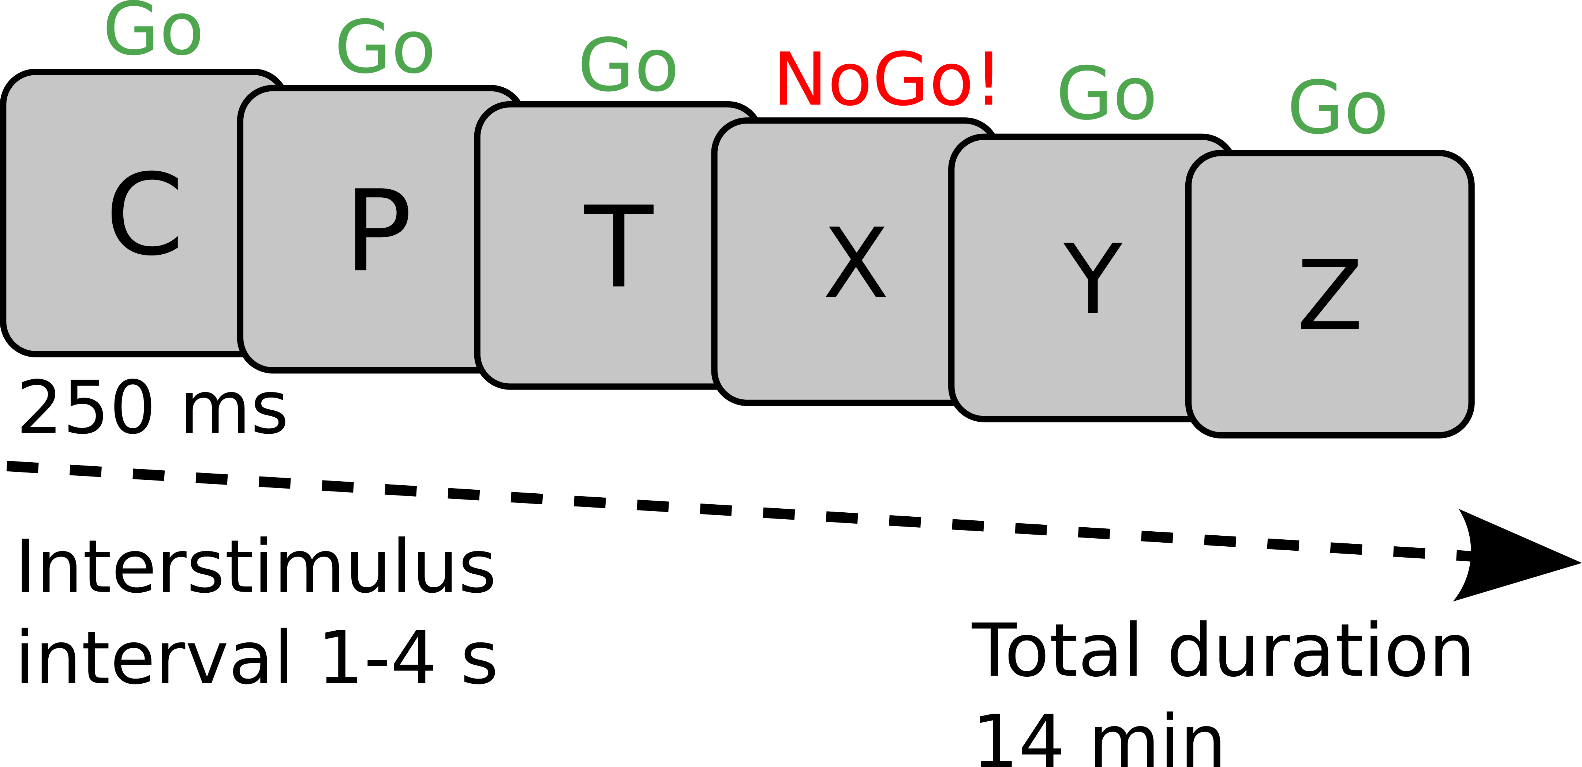 Go
Go
Go
NoGo!
Go
Go
C
P
T
X
Y
Z
250 ms
Interstimulus
interval 1-4 s
Total duration
14 min